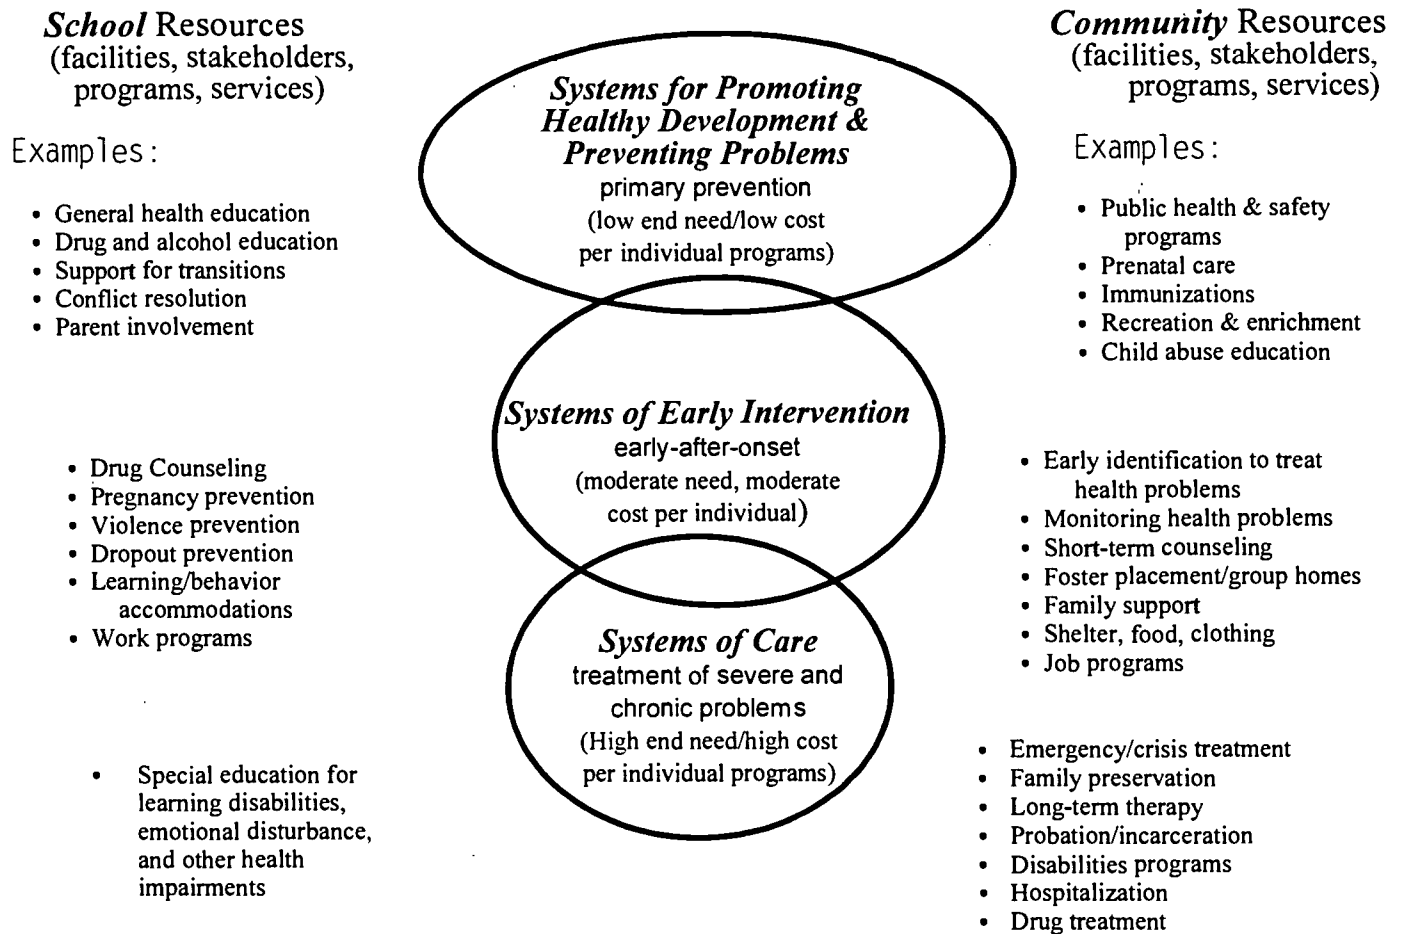 School Resources
(facilities, stakeholders,
programs, services)
Examples:
• General health education
• Drug and alcohol education
• Support for transitions
• Conflict resolution
• Parent involvement
• Drug Counseling
• Pregnancy prevention
• Violence prevention
• Dropout prevention
• Learning/behavior
accommodations
• Work programs
• Special education for
learning disabilities,
emotional disturbance,
and other health
impairments
Systems for Promoting
Healthy Development &
Preventing Problems
primary prevention
(low end need/low cost
per individual programs)
Systems of Early Intervention
early-after-onset
(moderate need, moderate
cost per individual)
Systems of Care
treatment of severe and
chronic problems
(High end need/high cost
per individual programs)
Community Resources
(facilities, stakeholders,
programs, services)
Examples:
• Public health & safety
programs
• Prenatal care
• Immunizations
• Recreation & enrichment
• Child abuse education
• Early identification to treat
health problems
• Monitoring health problems
• Short-term counseling
• Foster placement/group homes
• Family support
• Shelter, food, clothing
• Job programs
• Emergency/crisis treatment
• Family preservation
• Long-term therapy
• Probation/incarceration
• Disabilities programs
• Hospitalization
• Drug treatment